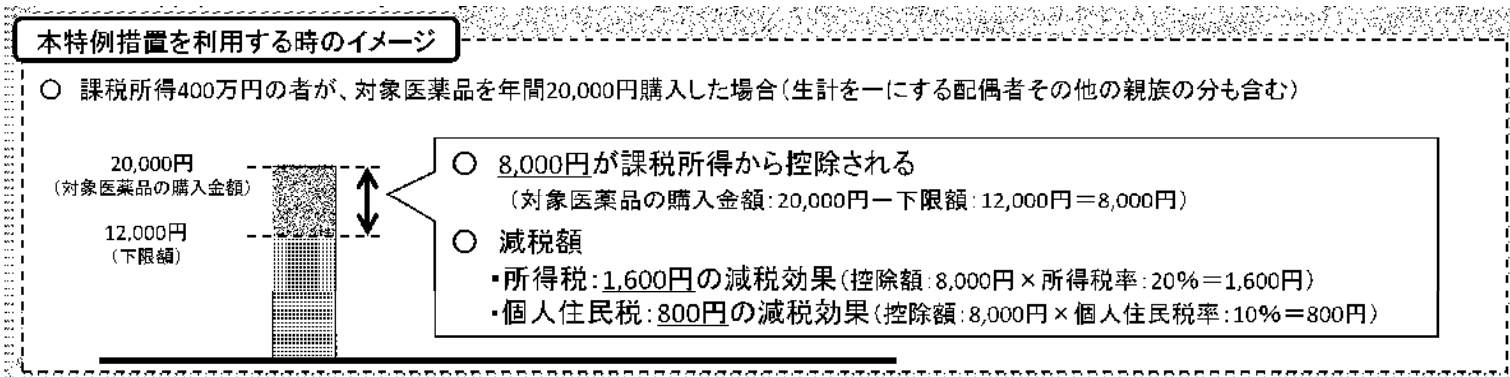 本特例措置を利用する時のイメージ
○ 課税所得400万円の者が、対象医薬品を年間20,000円購入した場合(生計を一にする配偶者その他の親族の分も含む)
20,000円
(対象医薬品の購入金額)
12,000円
(下限額)
○ 8,000円が課税所得から控除される
(対象医薬品の購入金額:20,000円ー下限額:12,000円=8,000円)
○ 減税額
・所得税:1,600円の減税効果(控除額:8,000円×所得税率:20%=1,600円)
・個人住民税:800円の減税効果(控除額:8,000円×個人住民税率:10%=800円)